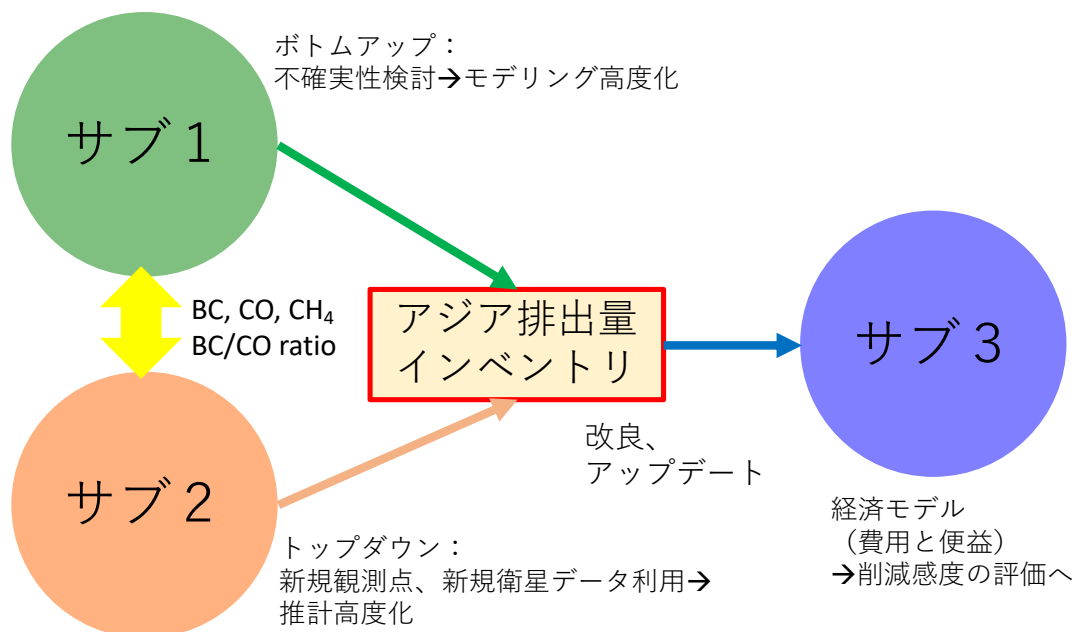 ボトムアップ：
不確実性検討→モデリング高度化
サブ１
BC, CO, CH₄
BC/CO ratio
アジア排出量
インベントリ
サブ３
改良、
アップデート
サブ２
経済モデル
（費用と便益）
→削減感度の評価へ
トップダウン：
新規観測点、新規衛星データ利用→
推計高度化